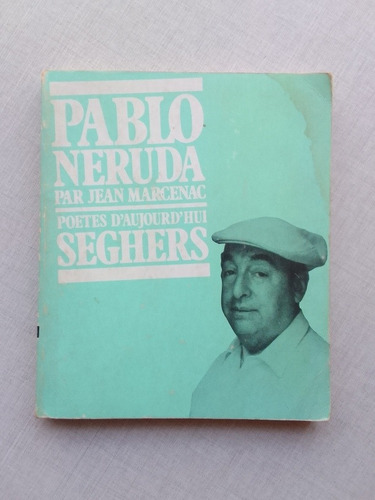 PABLO
NERUDA
PAR JEAN MARCENAC
POETES D'AUJOURD'HUI
SEGHERS